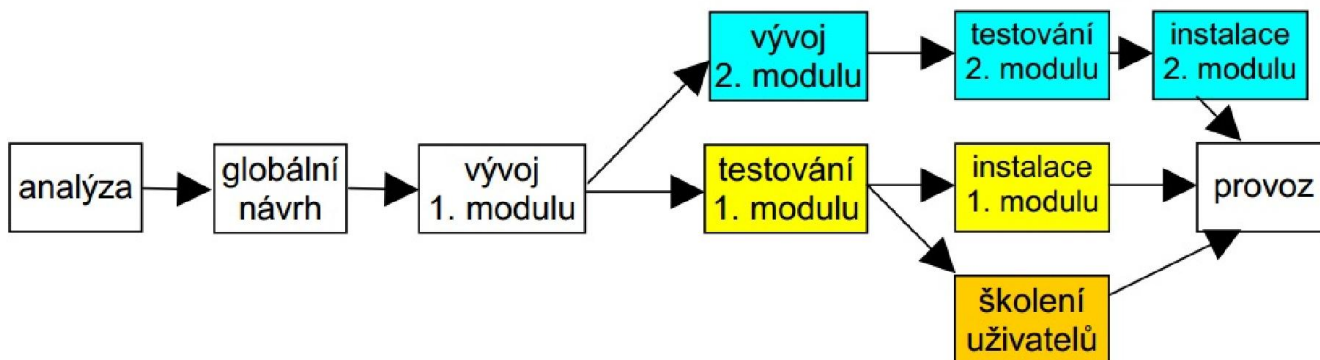 vývoj
2. modulu
testování
2. modulu
instalace
2. modulu
analýza
globální
návrh
vývoj
1. modulu
testování
1. modulu
instalace
1. modulu
provoz
školení
uživatelů